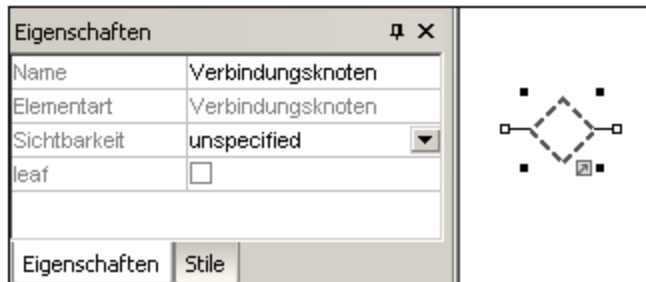 Eigenschaften
Name Verbindungsknoten
Elementart Verbindungsknoten
Sichtbarkeit unspecified
leaf
Eigenschaften Stile